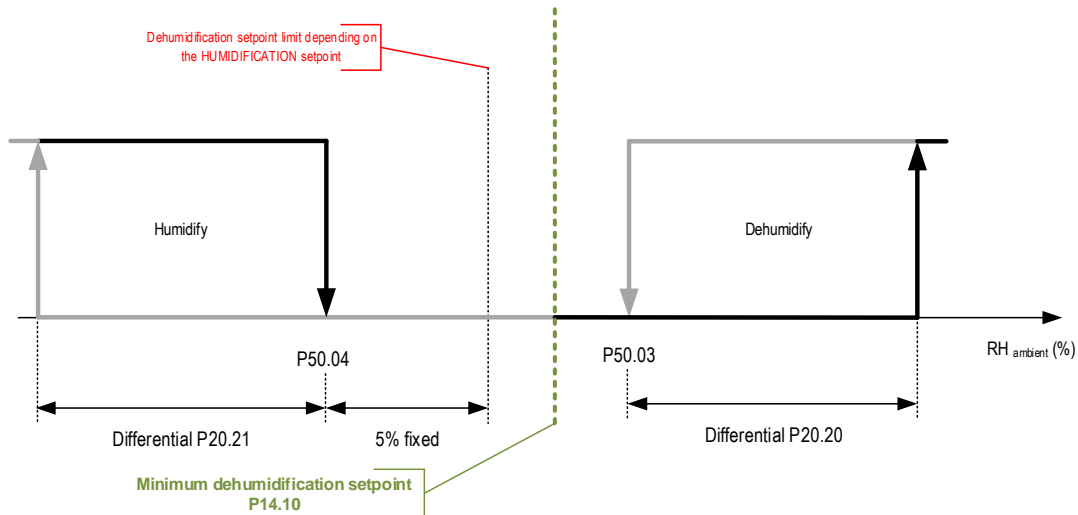 Dehumidification setpoint limit depending on
the HUMIDIFICATION setpoint
Humidify
Dehumidify
P50.04
P50.03
RH ambient (%)
Differential P20.21
5% fixed
Differential P20.20
Minimum dehumidification setpoint
P14.10